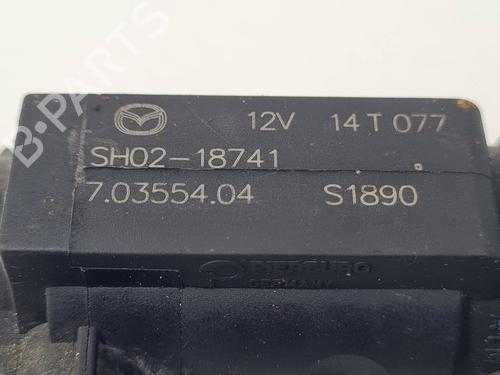 12V 14 T 077
SH02-18741
7.03554.04 S1890
PIERBURG
GERMANY
B-PARTS